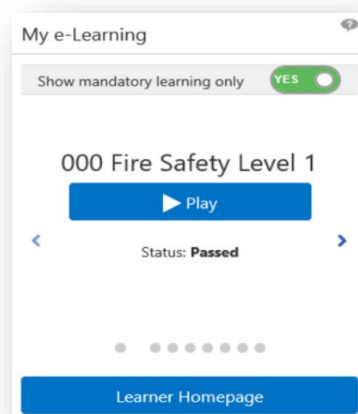 My e-Learning
?
Show mandatory learning only YES
000 Fire Safety Level 1
Play
Status: Passed
Learner Homepage